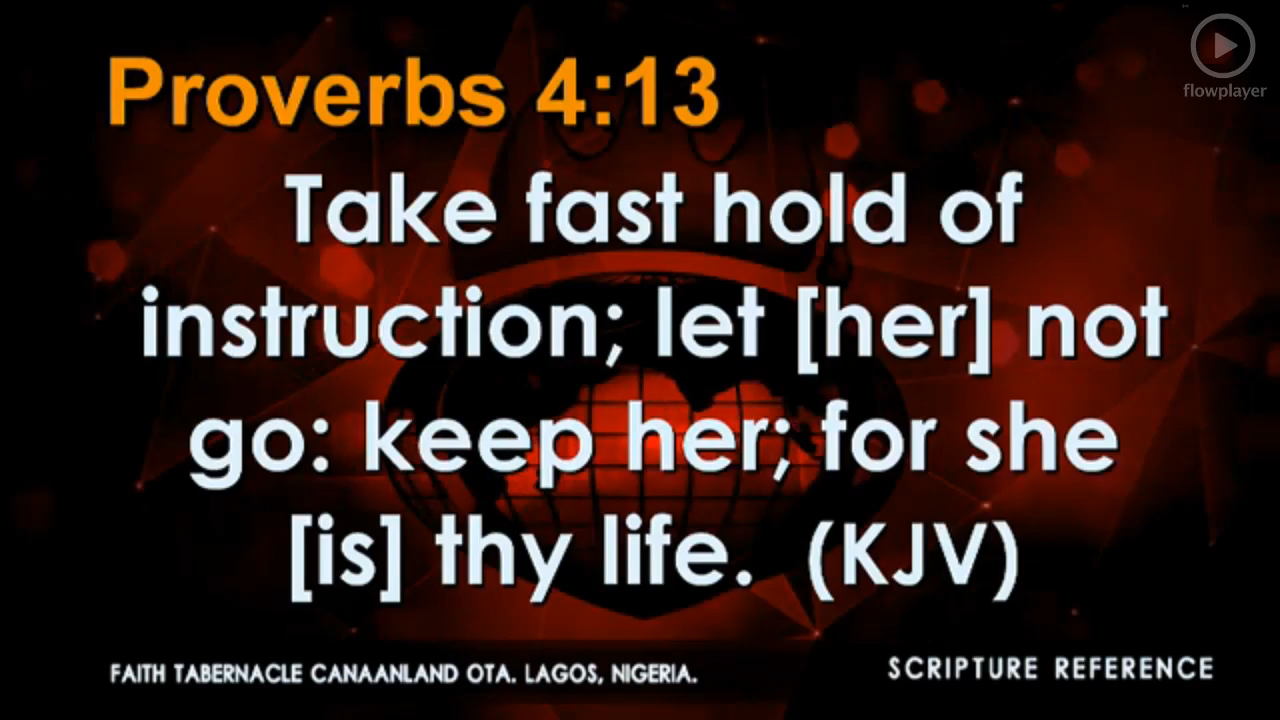 flowplayer
Proverbs 4:13
Take fast hold of
instruction; let [her] not
go: keep her; for she
[is] thy life. (KJV)
FAITH TABERNACLE CANAANLAND OTA. LAGOS, NIGERIA.
SCRIPTURE REFERENCE